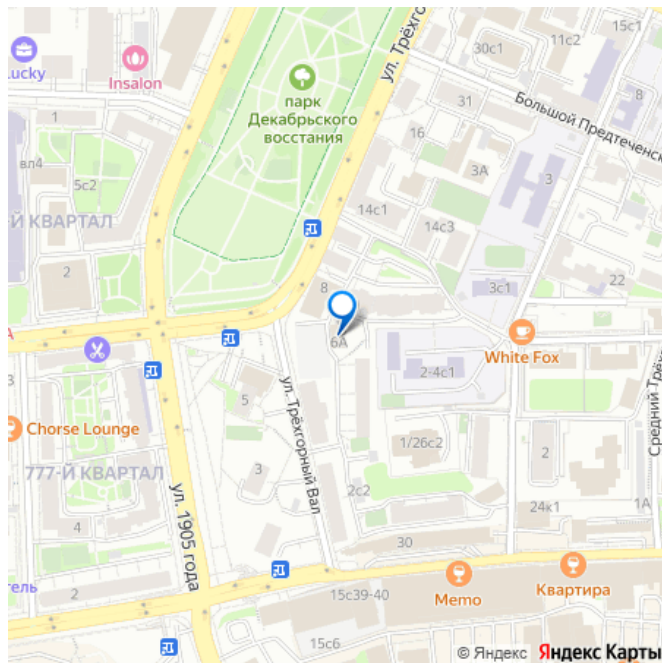 15с1
11с2
30с1
Lucky
Insalon
8
ул. Трёхг
парк
Декабрьского
восстания
31
Большой Предтеченск
1
16
вл4
5с2
3А
3
14с1
-Й КВАРТАЛ
14с3
2
22
8
3с1
6А
White Fox
2-4с1
5
Chorse Lounge
ул. Трёхгорный Вал
1/26с2
2
Средний Трёхг
777-Й КВАРТАЛ
3
2с2
ул. 1905 года
24к1
1А
4
30
2
15с39-40
Memo
Квартира
15с6
© Яндекс Яндекс Карты